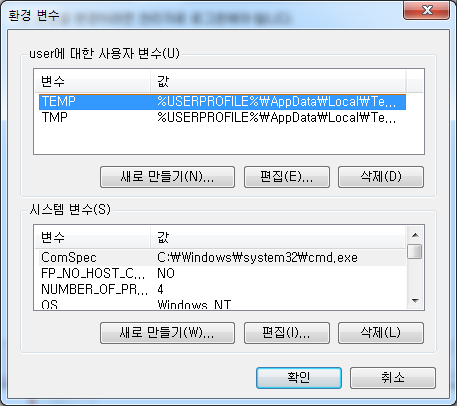 환경 변수
user에 대한 사용자 변수(U)
변수 값
TEMP %USERPROFILE%₩AppData₩Local₩Te...
TMP %USERPROFILE%₩AppData₩Local₩Te...
새로 만들기(N)... 편집(E)... 삭제(D)
시스템 변수(S)
변수 값
ComSpec C:₩Windows₩system32₩cmd.exe
FP_NO_HOST_C... NO
NUMBER_OF_PR... 4
OS Windows_NT
새로 만들기(W)... 편집(I)... 삭제(L)
확인 취소